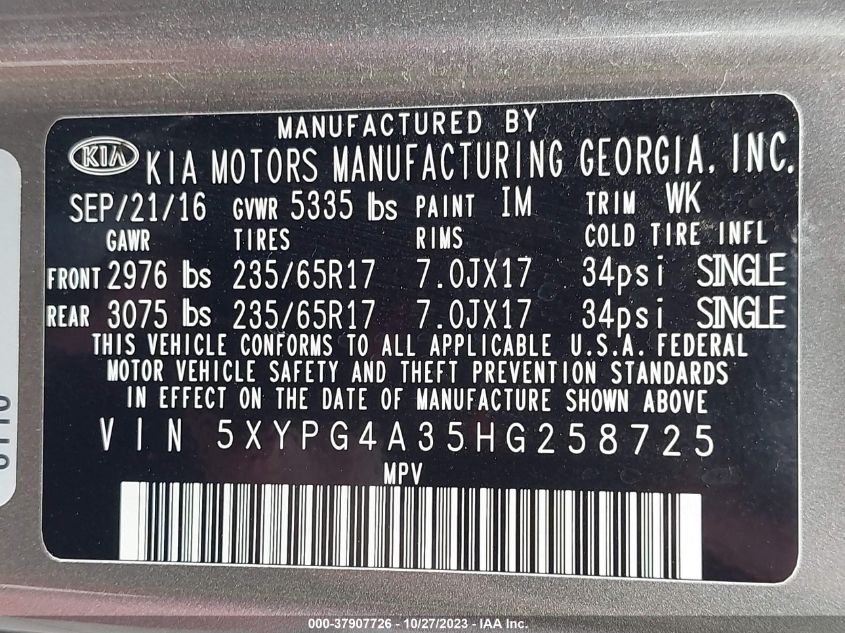 MANUFACTURED BY
KIA KIA MOTORS MANUFACTURING GEORGIA, INC.
SEP/21/16 GVWR 5335 lbs PAINT IM TRIM WK
GAWR TIRES RIMS COLD TIRE INFL
FRONT 2976 lbs 235/65R17 7.0JX17 34psi SINGLE
REAR 3075 lbs 235/65R17 7.0JX17 34psi SINGLE
THIS VEHICLE CONFORMS TO ALL APPLICABLE U.S.A. FEDERAL
MOTOR VEHICLE SAFETY AND THEFT PREVENTION STANDARDS
IN EFFECT ON THE DATE OF MANUFACTURE SHOWN ABOVE
VIN 5XYPG4A35HG258725
MPV
000-37907726 - 10/27/2023 - IAA Inc.